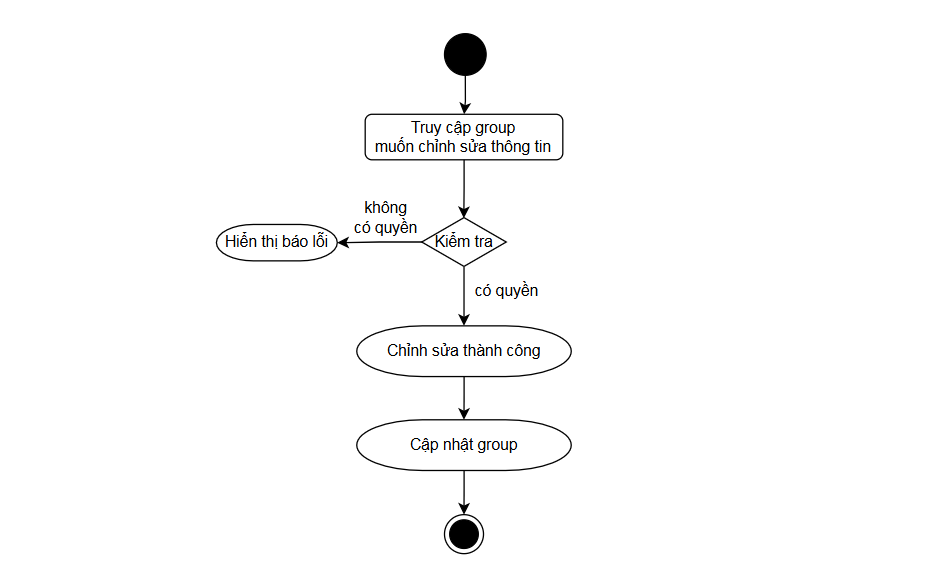 Truy cập group
muốn chỉnh sửa thông tin
không
có quyền
Hiển thị báo lỗi
Kiểm tra
có quyền
Chỉnh sửa thành công
Cập nhật group